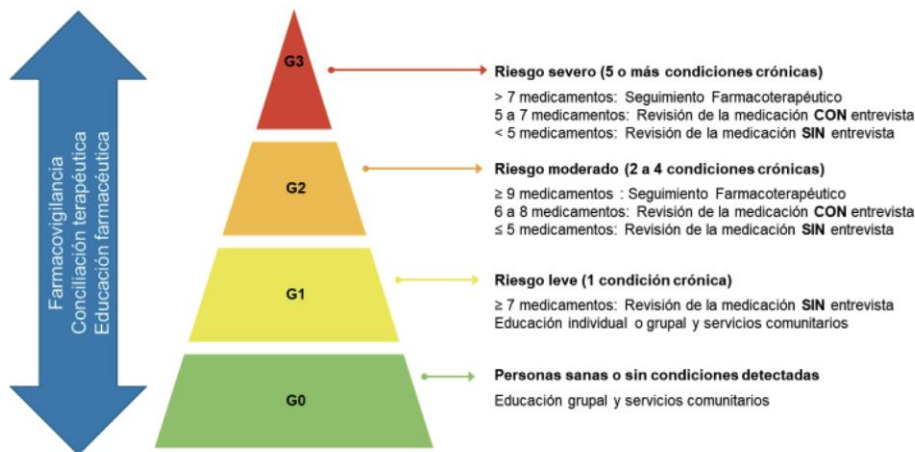 Farmacovigilancia
Conciliación terapéutica
Educación farmacéutica
G3
Riesgo severo (5 o más condiciones crónicas)
> 7 medicamentos: Seguimiento Farmacoterapéutico
5 a 7 medicamentos: Revisión de la medicación CON entrevista
< 5 medicamentos: Revisión de la medicación SIN entrevista
G2
Riesgo moderado (2 a 4 condiciones crónicas)
≥ 9 medicamentos : Seguimiento Farmacoterapéutico
6 a 8 medicamentos: Revisión de la medicación CON entrevista
≤ 5 medicamentos: Revisión de la medicación SIN entrevista
G1
Riesgo leve (1 condición crónica)
≥ 7 medicamentos: Revisión de la medicación SIN entrevista
Educación individual o grupal y servicios comunitarios
G0
Personas sanas o sin condiciones detectadas
Educación grupal y servicios comunitarios